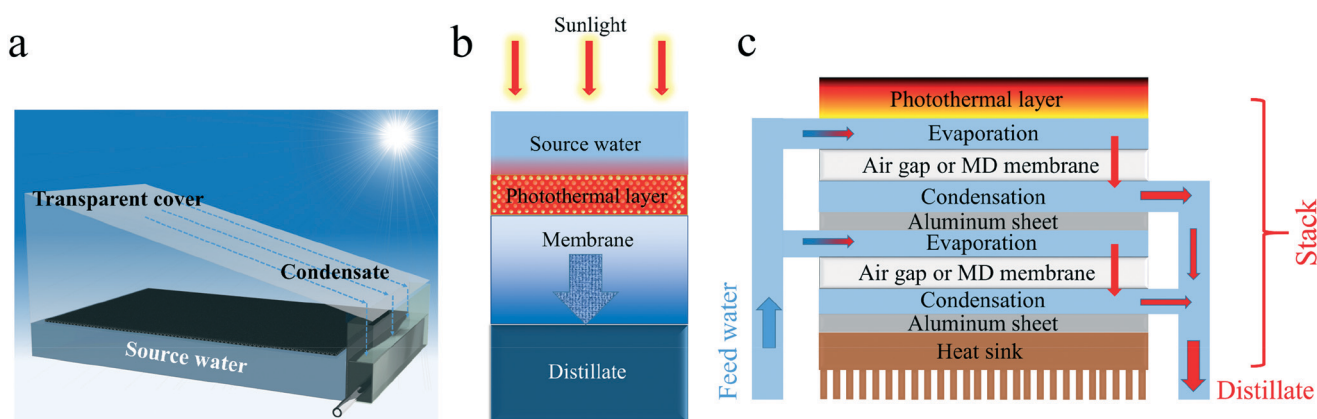 a
Transparent cover
Condensate
Source water
b
Sunlight
Source water
Photothermal layer
Membrane
Distillate
c
Photothermal layer
Evaporation
Air gap or MD membrane
Condensation
Aluminum sheet
Evaporation
Air gap or MD membrane
Condensation
Aluminum sheet
Heat sink
Feed water
Stack
Distillate